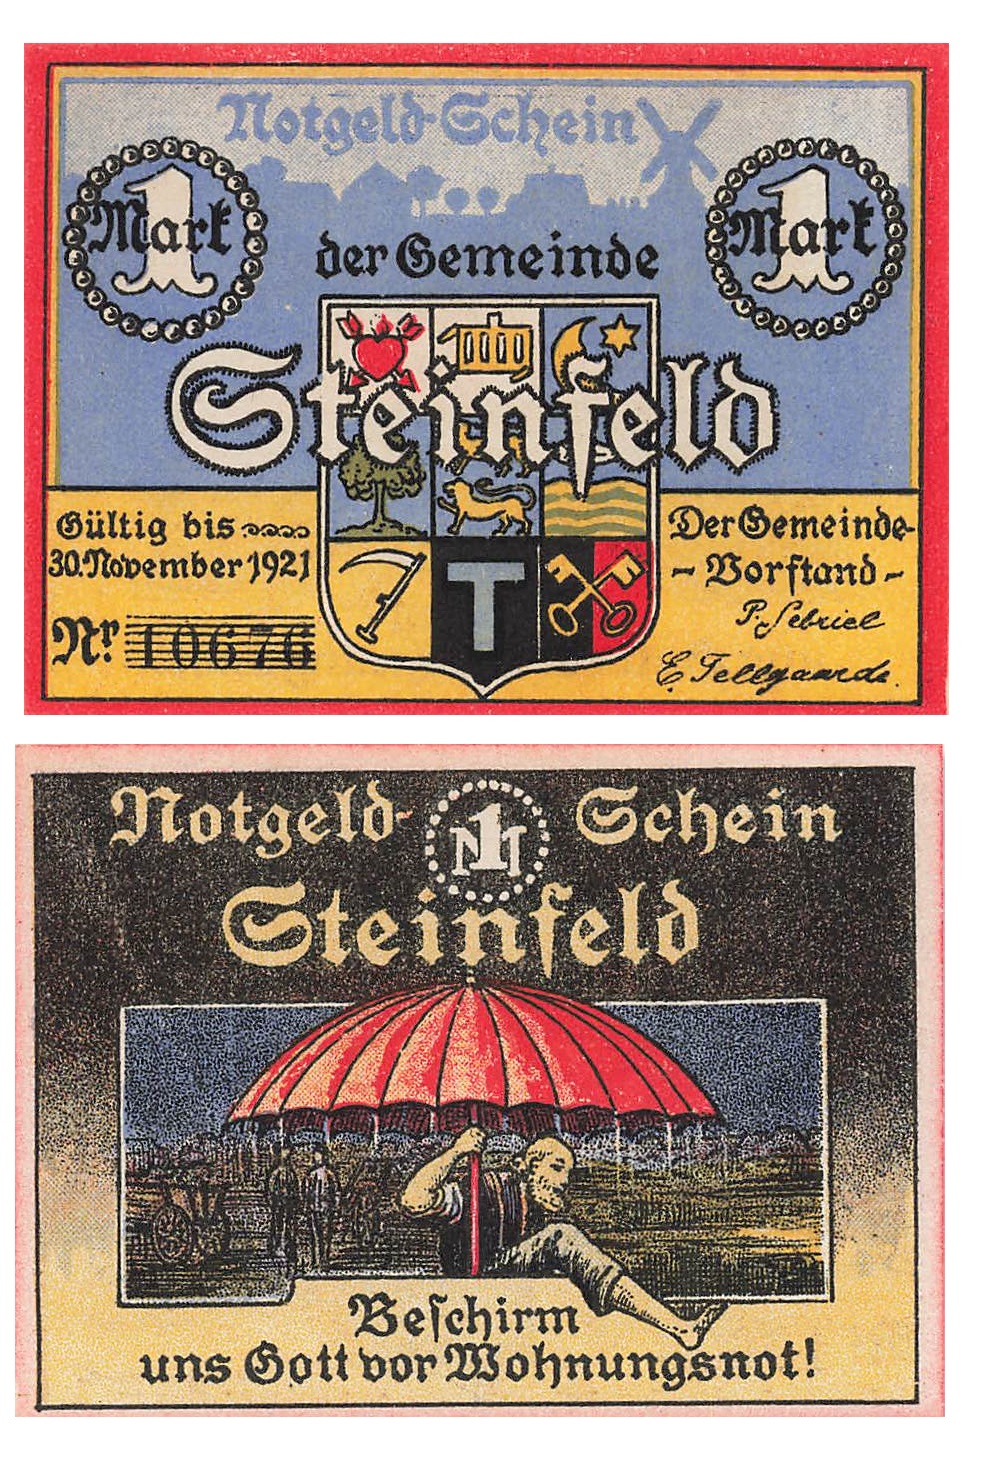 Notgeld-Schein
1 Mark
1 Mark
der Gemeinde
Steinfeld
T
Gültig bis
30. November 1921
Nr. 10676
Der Gemeinde-
- Vorstand -
E. Tellgaarde.
Notgeld- 1 M Schein
Steinfeld
Beschirm
uns Gott vor Wohnungsnot!